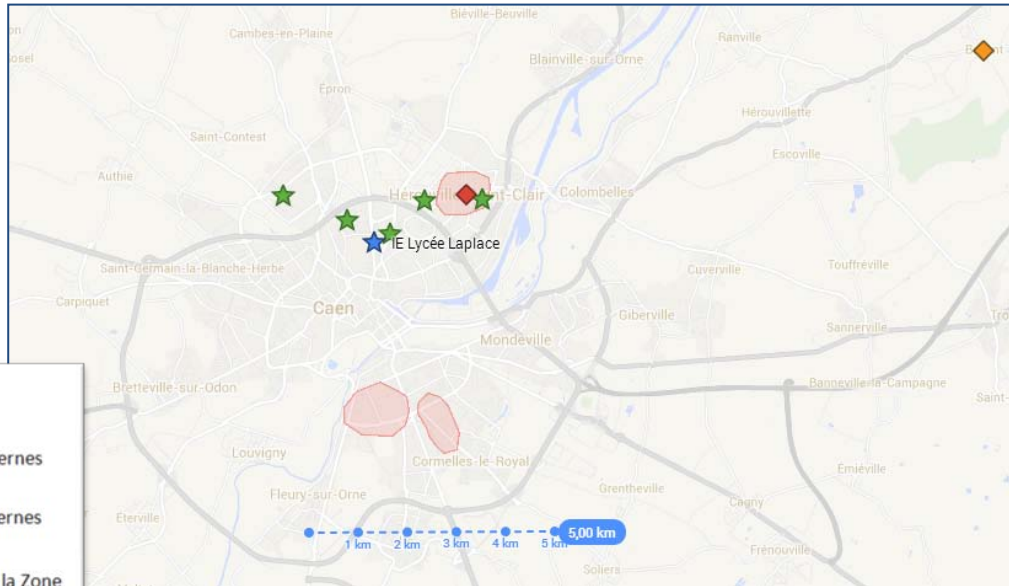 Biéville-Beuville
Cambes-en-Plaine
Ranville
Blainville-sur-Orne
Épron
Hérouvillette
Saint-Contest
Escoville
Authie
Colombelles
IE Lycée Laplace
Saint-Germain-la-Blanche-Herbe
Cuverville
Touffréville
Carpiquet
Caen
Giberville
Sannerville
Mondeville
Bretteville-sur-Odon
Banneville-la-Campagne
Saint-
ernes
Louvigny
Cormelles-le-Royal
Émiéville
Grentheville
Fleury-sur-Orne
Cagny
ernes
Éterville
1 km 2 km 3 km 4 km 5 km 5,00 km
Frénouville
Soliers
la Zone